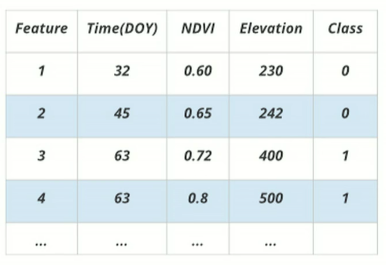 Feature Time(DOY) NDVI Elevation Class
1 32 0.60 230 0
2 45 0.65 242 0
3 63 0.72 400 1
4 63 0.8 500 1
... ... ... ...